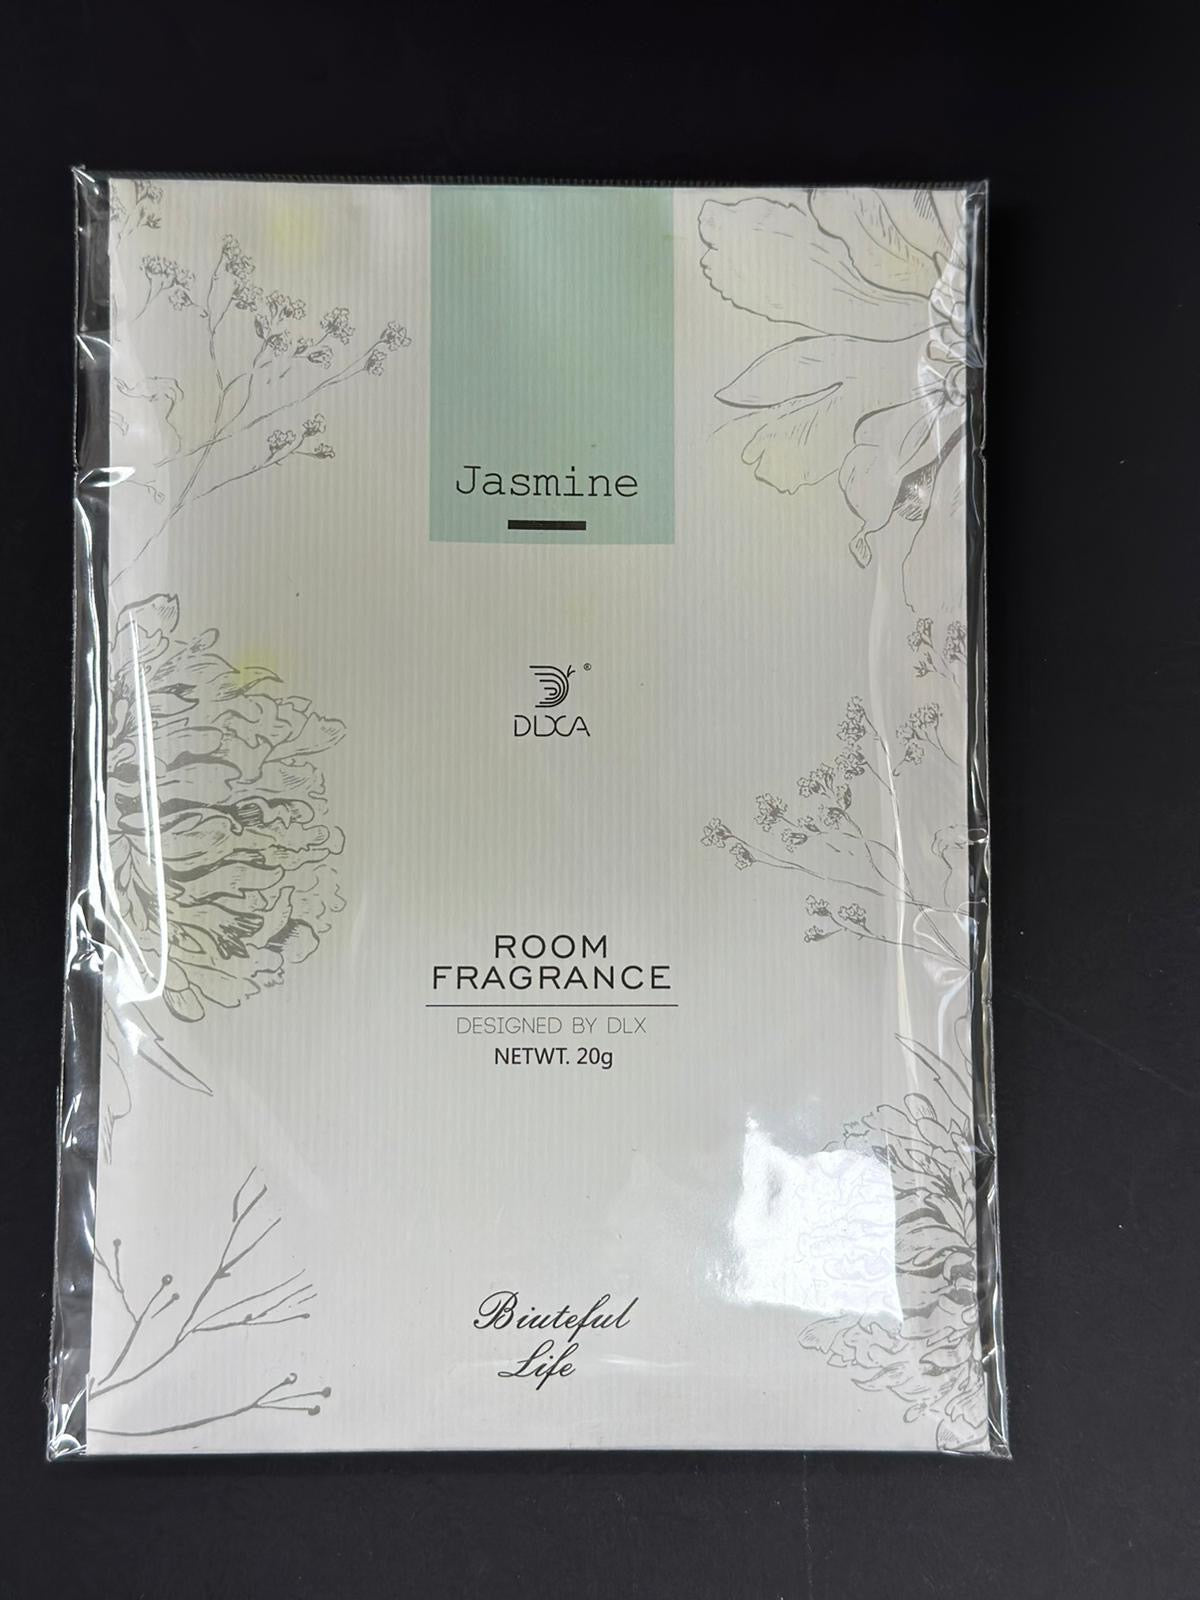 Jasmine
®
DLXA
ROOM
FRAGRANCE
DESIGNED BY DLX
NETWT. 20g
Biuteful
Life